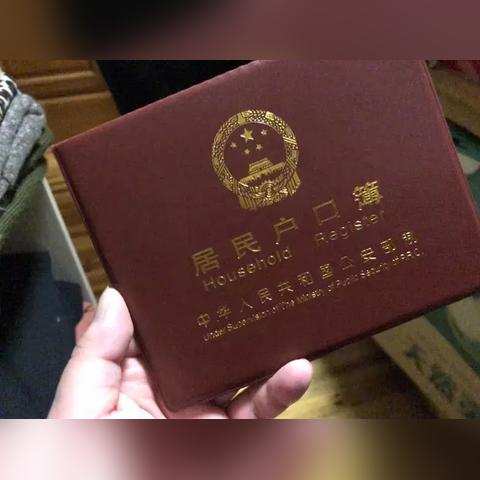 居民户口簿
Household Register
中华人民共和国公安部制
Under Supervision of the Ministry of Public Security of P.R.C.